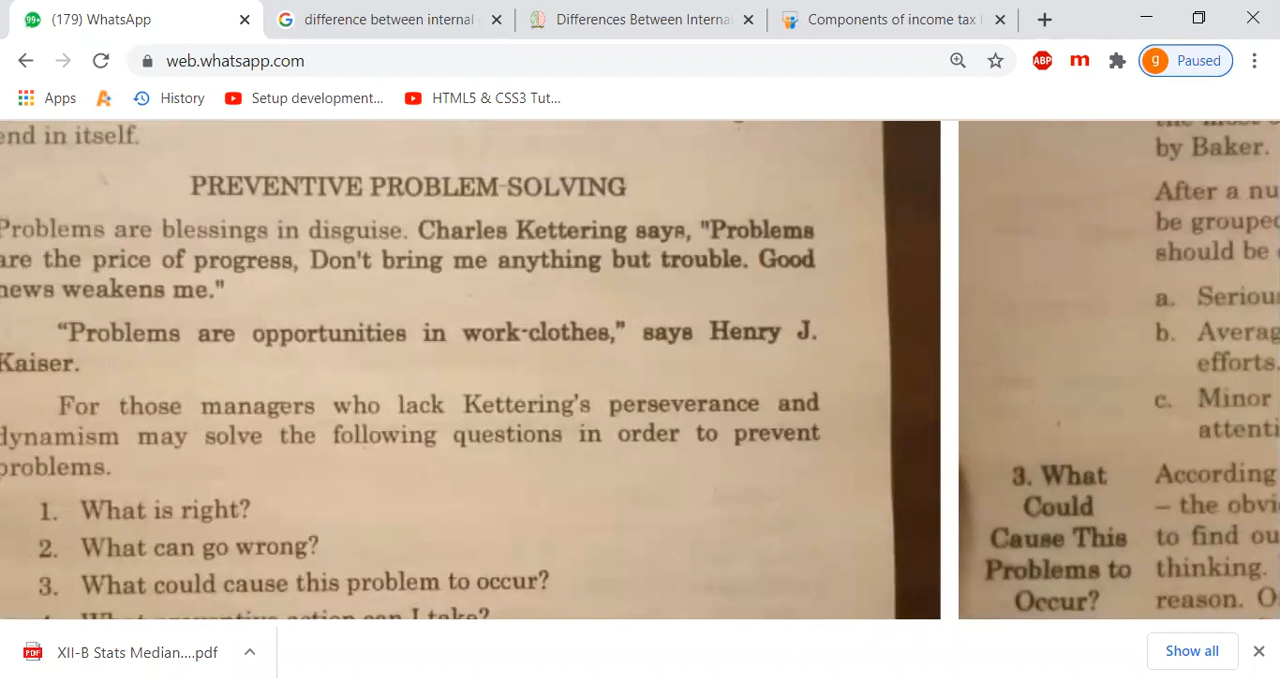 (179) WhatsApp
difference between internal
Differences Between Interna
Components of income tax
web.whatsapp.com
ABP
m
g
Paused
Apps
History
Setup development...
HTML5 & CSS3 Tut...
end in itself.
PREVENTIVE PROBLEM-SOLVING
Problems are blessings in disguise. Charles Kettering says, "Problems
are the price of progress, Don't bring me anything but trouble. Good
news weakens me."
“Problems are opportunities in work-clothes,” says Henry J.
Kaiser.
For those managers who lack Kettering's perseverance and
dynamism may solve the following questions in order to prevent
problems.
1. What is right?
2. What can go wrong?
3. What could cause this problem to occur?
action can I take?
by Baker.
After a nu
be grouped
should be
a. Seriou
b. Averag
efforts.
c. Minor
attenti
3. What
Could
Cause This
Problems to
Occur?
According
– the obvi
to find ou
thinking.
reason. O
PDF
XII-B Stats Median....pdf
Show all